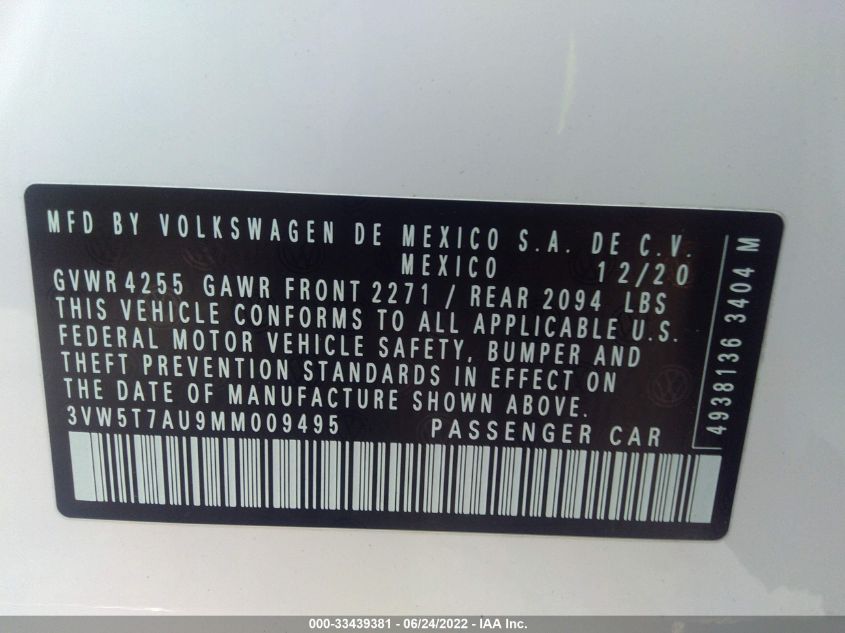 MFD BY VOLKSWAGEN DE MEXICO S.A. DE C.V.
MEXICO 12/20
GVWR 4255 GAWR FRONT 2271 / REAR 2094 LBS
THIS VEHICLE CONFORMS TO ALL APPLICABLE U.S.
FEDERAL MOTOR VEHICLE SAFETY, BUMPER AND
THEFT PREVENTION STANDARDS IN EFFECT ON
THE DATE OF MANUFACTURE SHOWN ABOVE.
3VW5T7AU9MM009495 PASSENGER CAR
4938136 3404 M
000-33439381 - 06/24/2022 - IAA Inc.